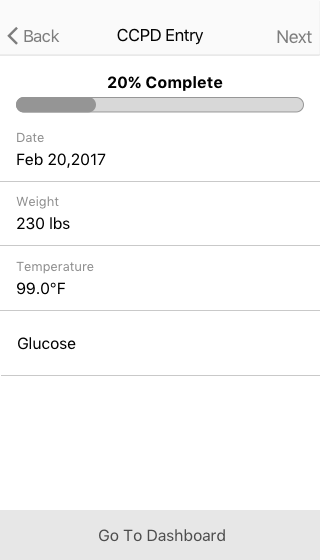 Back CCPD Entry Next
20% Complete
Date
Feb 20,2017
Weight
230 lbs
Temperature
99.0°F
Glucose
Go To Dashboard